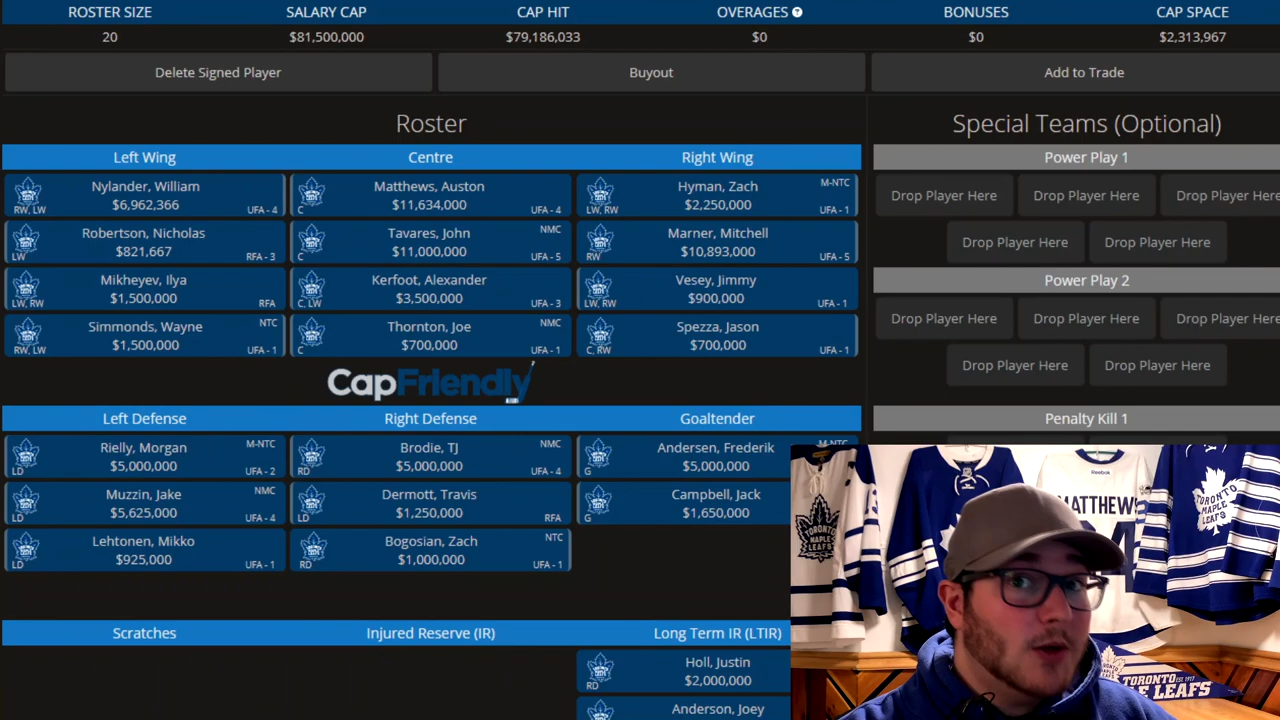 ROSTER SIZE SALARY CAP CAP HIT OVERAGES BONUSES CAP SPACE
20 $81,500,000 $79,186,033 $0 $0 $2,313,967
Delete Signed Player Buyout Add to Trade
Roster Special Teams (Optional)
Left Wing Centre Right Wing Power Play 1
Nylander, William Matthews, Auston Hyman, Zach M-NTC
$6,962,366 $11,634,000 $2,250,000 Drop Player Here Drop Player Here Drop Player Here
RW, LW UFA - 4 C UFA - 4 LW, RW UFA - 1
Robertson, Nicholas Tavares, John NMC Marner, Mitchell
$821,667 $11,000,000 $10,893,000 Drop Player Here Drop Player Here
LW RFA - 3 C UFA - 5 RW UFA - 5
Mikheyev, Ilya Kerfoot, Alexander Vesey, Jimmy Power Play 2
$1,500,000 $3,500,000 $900,000
LW, RW RFA C, LW UFA - 3 LW, RW UFA - 1
Simmonds, Wayne NTC Thornton, Joe NMC Spezza, Jason Drop Player Here Drop Player Here Drop Player Here
$1,500,000 $700,000 $700,000
RW, LW UFA - 1 C UFA - 1 C, RW UFA - 1
CapFriendly Drop Player Here Drop Player Here
Left Defense Right Defense Goaltender Penalty Kill 1
Rielly, Morgan M-NTC Brodie, TJ NMC Andersen, Frederik M-NTC
$5,000,000 $5,000,000 $5,000,000
LD UFA - 2 RD UFA - 4 G
Muzzin, Jake NMC Dermott, Travis Campbell, Jack
$5,625,000 $1,250,000 $1,650,000
LD UFA - 4 LD RFA G
Lehtonen, Mikko Bogosian, Zach NTC
$925,000 $1,000,000
LD UFA - 1 RD UFA - 1
Scratches Injured Reserve (IR) Long Term IR (LTIR)
Holl, Justin
$2,000,000
RD
Anderson, Joey
Reebok
MATTHEWS
TORONTO
MAPLE
LEAFS
TORONTO
MAPLE
LEAFS
TORONTO
MAPLE LEAFS